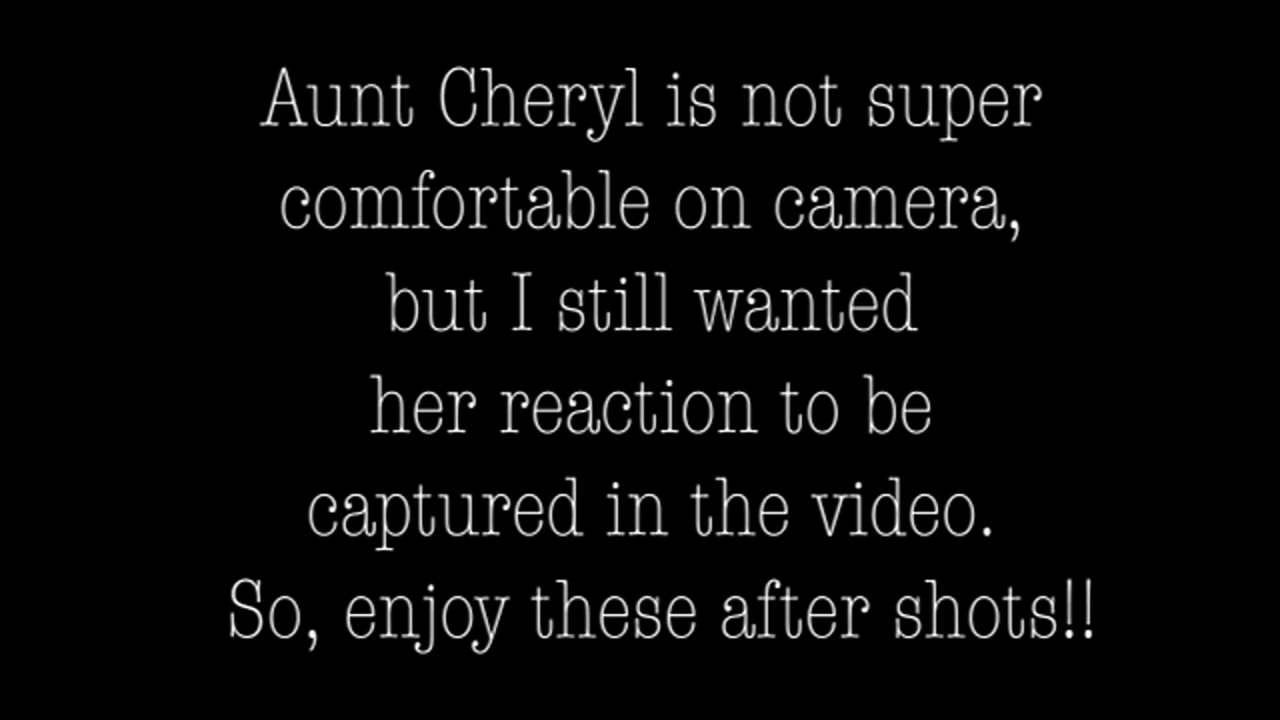 Aunt Cheryl is not super
comfortable on camera,
but I still wanted
her reaction to be
captured in the video.
So, enjoy these after shots!!